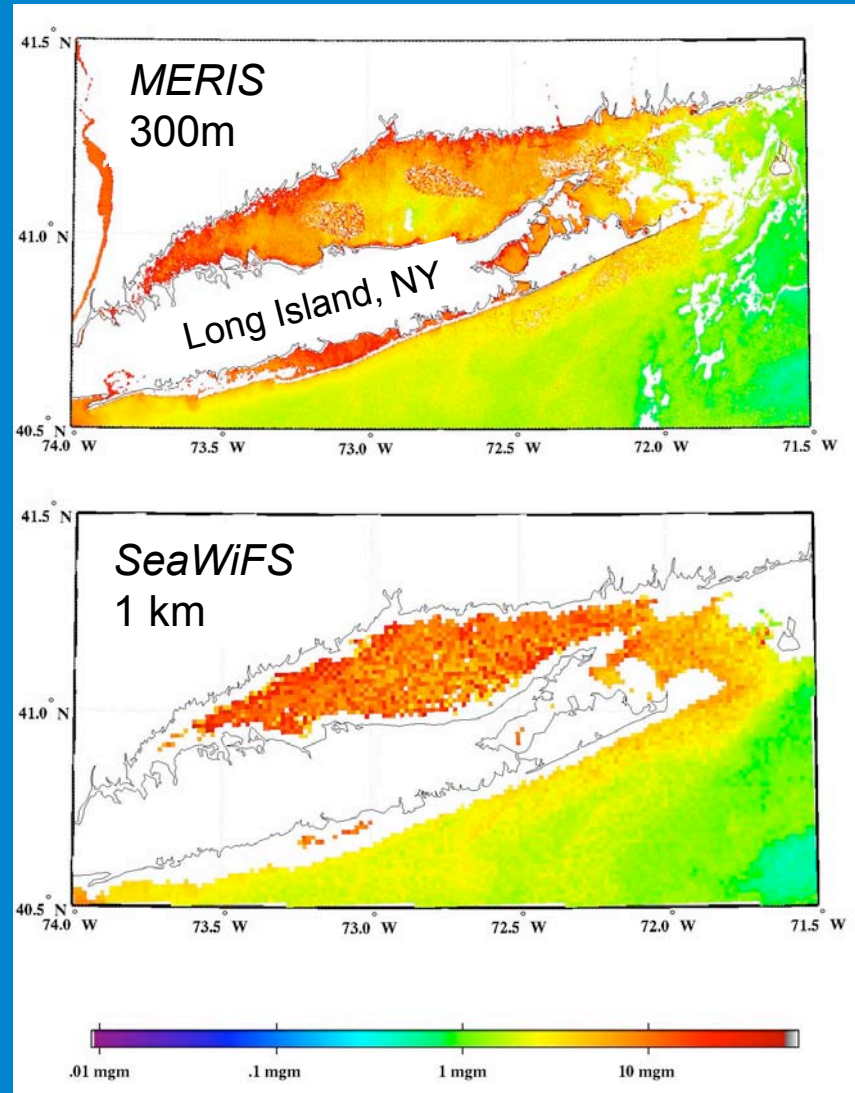 41.5° N
MERIS
300m
41.0° N
Long Island, NY
40.5° N
74.0° W 73.5° W 73.0° W 72.5° W 72.0° W 71.5° W
41.5° N
SeaWiFS
1 km
41.0° N
40.5° N
74.0° W 73.5° W 73.0° W 72.5° W 72.0° W 71.5° W
.01 mgm .1 mgm 1 mgm 10 mgm